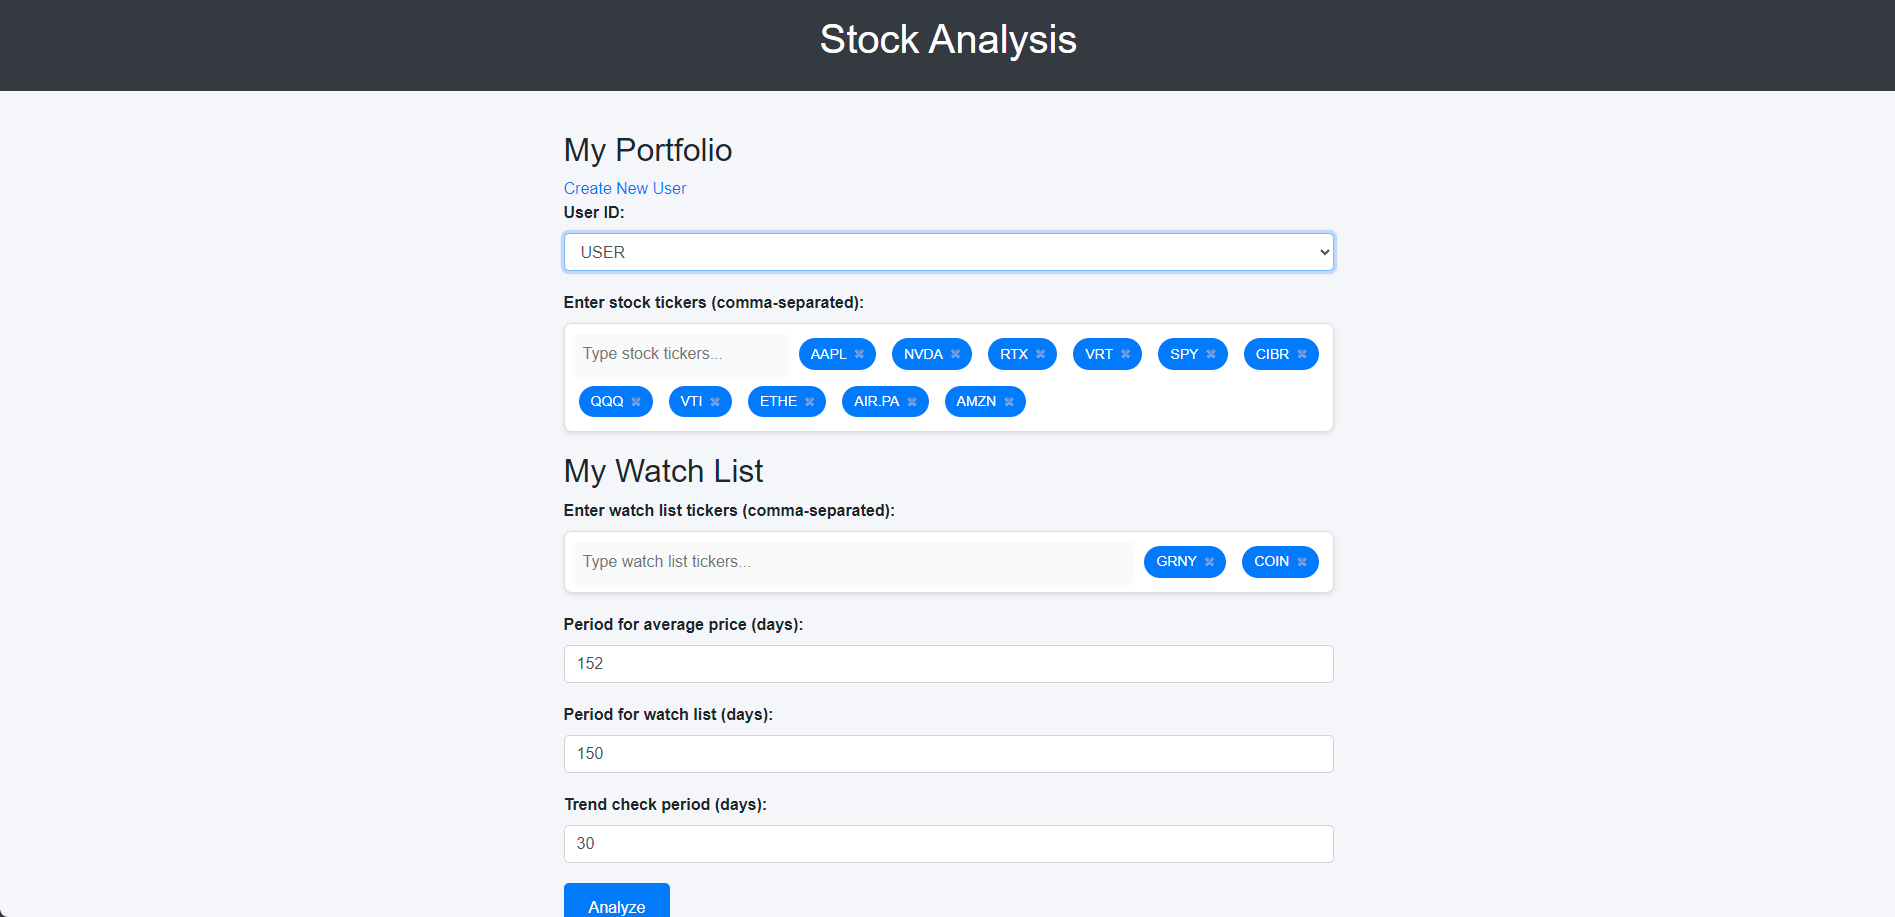 Stock Analysis
My Portfolio
Create New User
User ID:
USER
Enter stock tickers (comma-separated):
Type stock tickers... AAPL ✖ NVDA ✖ RTX ✖ VRT ✖ SPY ✖ CIBR ✖
QQQ ✖ VTI ✖ ETHE ✖ AIR.PA ✖ AMZN ✖
My Watch List
Enter watch list tickers (comma-separated):
Type watch list tickers... GRNY ✖ COIN ✖
Period for average price (days):
152
Period for watch list (days):
150
Trend check period (days):
30
Analyze